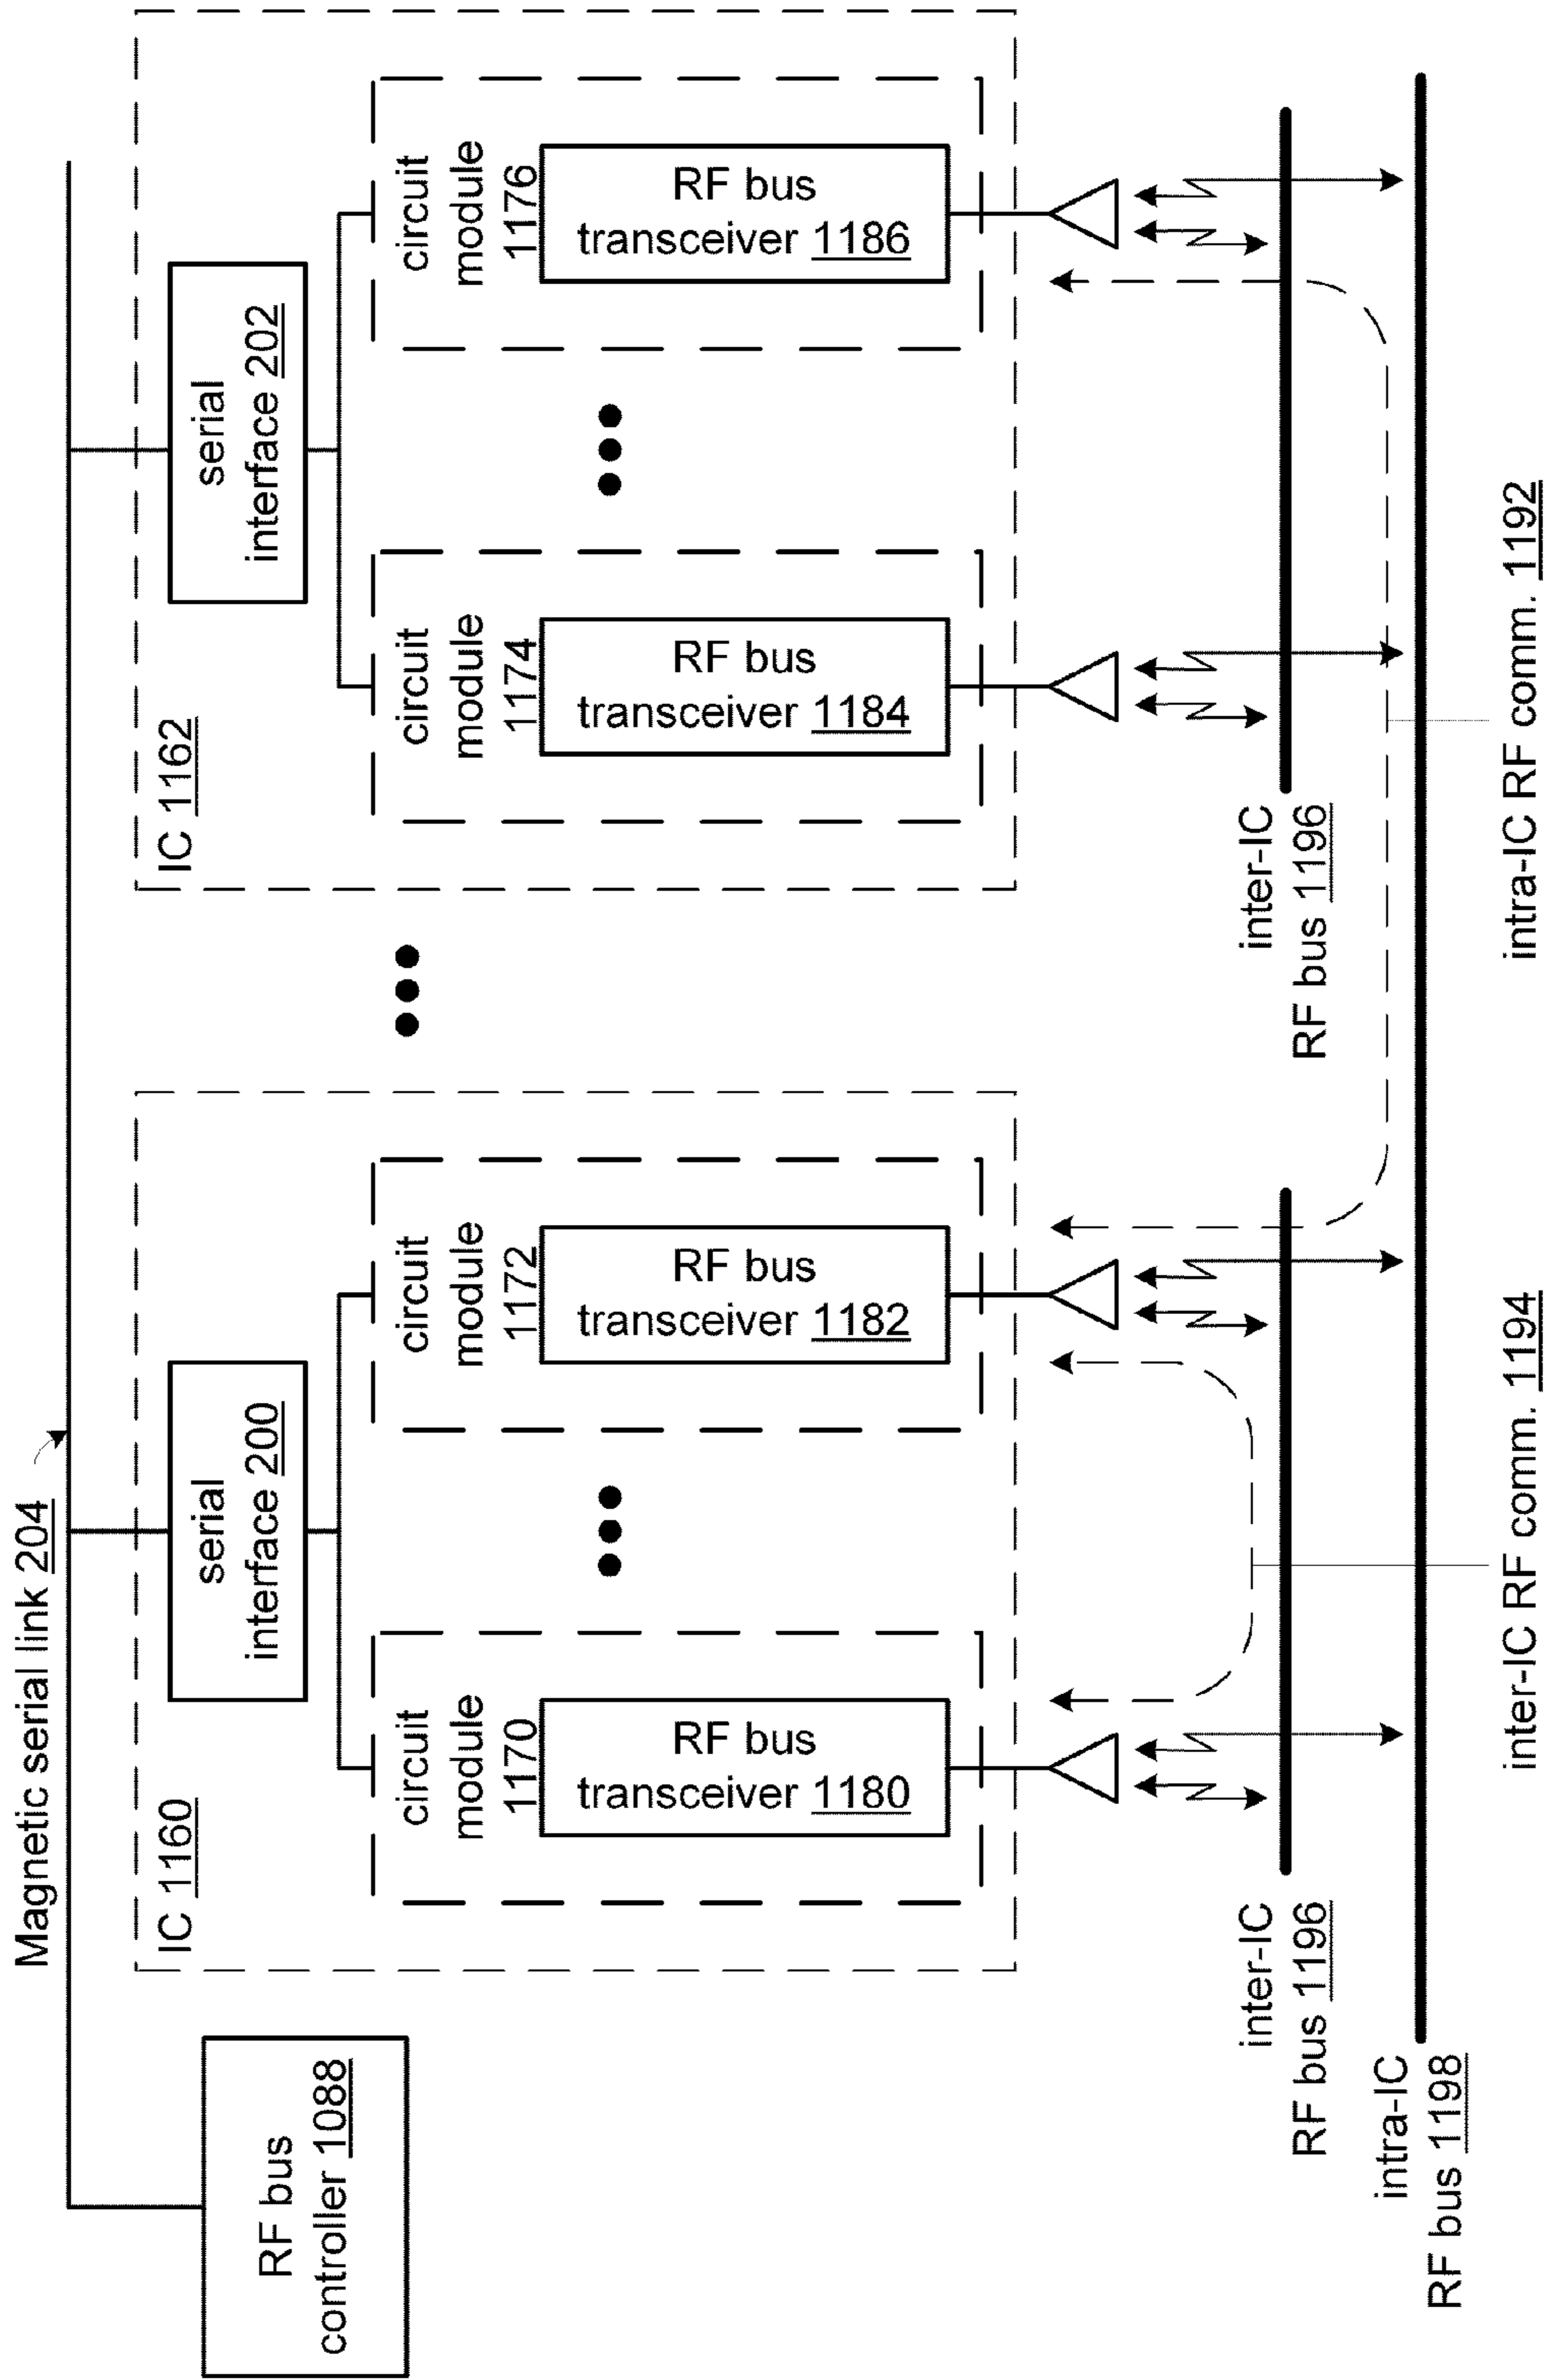 Magnetic serial link 204
RF bus
controller 1088
IC 1160
serial
interface 200
circuit
module
1170
RF bus
transceiver 1180
circuit
module
1172
RF bus
transceiver 1182
IC 1162
serial
interface 202
circuit
module
1174
RF bus
transceiver 1184
circuit
module
1176
RF bus
transceiver 1186
inter-IC
RF bus 1196
inter-IC
RF bus 1196
intra-IC
RF bus 1198
inter-IC RF comm. 1194
intra-IC RF comm. 1192